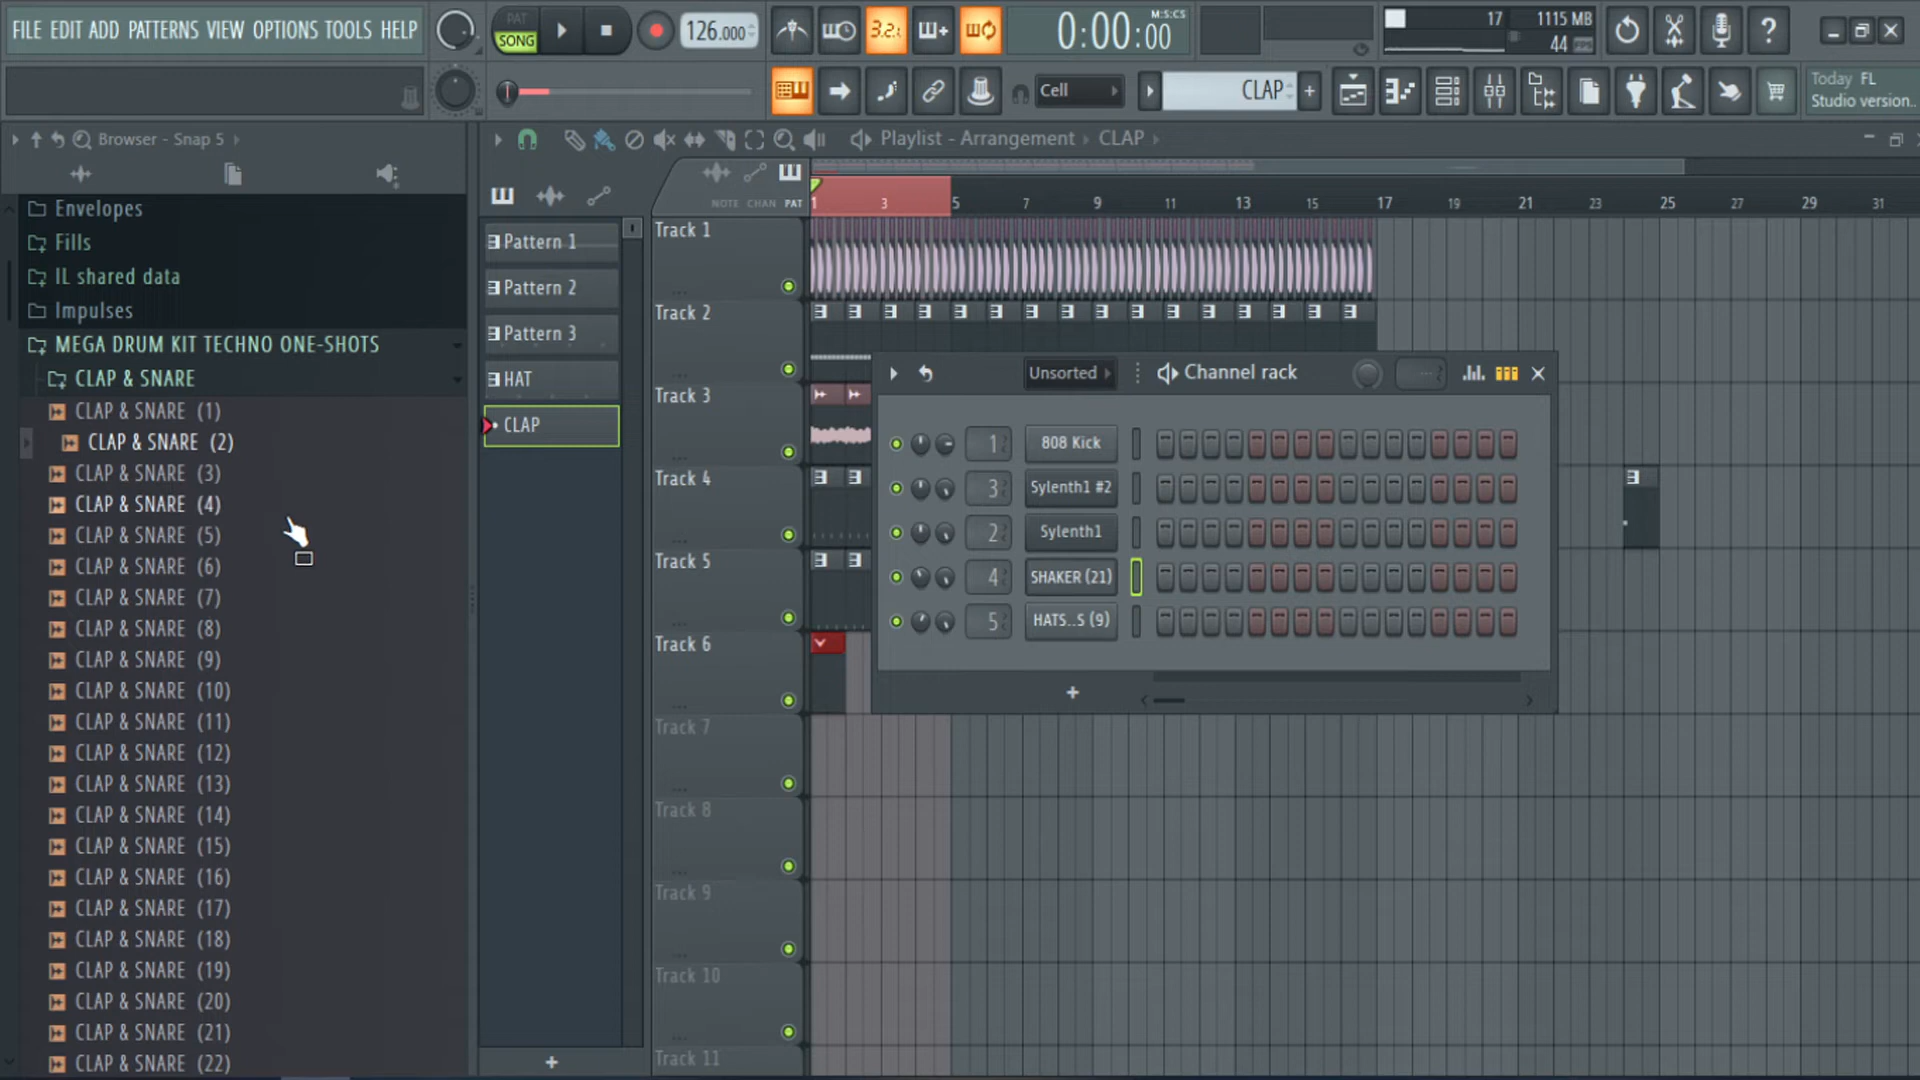 FILE EDIT ADD PATTERNS VIEW OPTIONS TOOLS HELP
PAT
SONG
126.000
3.2.
0:00:00
M:S:CS
17
1115 MB
44
Cell
CLAP
Today FL
Studio version..
Browser - Snap 5
Playlist - Arrangement
CLAP
NOTE CHAN PAT
1 3 5 7 9 11 13 15 17 19 21 23 25 27 29 31
Envelopes
Fills
IL shared data
Impulses
MEGA DRUM KIT TECHNO ONE-SHOTS
CLAP & SNARE
CLAP & SNARE (1)
CLAP & SNARE (2)
CLAP & SNARE (3)
CLAP & SNARE (4)
CLAP & SNARE (5)
CLAP & SNARE (6)
CLAP & SNARE (7)
CLAP & SNARE (8)
CLAP & SNARE (9)
CLAP & SNARE (10)
CLAP & SNARE (11)
CLAP & SNARE (12)
CLAP & SNARE (13)
CLAP & SNARE (14)
CLAP & SNARE (15)
CLAP & SNARE (16)
CLAP & SNARE (17)
CLAP & SNARE (18)
CLAP & SNARE (19)
CLAP & SNARE (20)
CLAP & SNARE (21)
CLAP & SNARE (22)
Pattern 1
Pattern 2
Pattern 3
HAT
CLAP
Track 1
Track 2
Track 3
Track 4
Track 5
Track 6
Track 7
Track 8
Track 9
Track 10
Track 11
Unsorted
Channel rack
1 808 Kick
3 Sylenth1 #2
2 Sylenth1
4 SHAKER (21)
5 HATS..S (9)